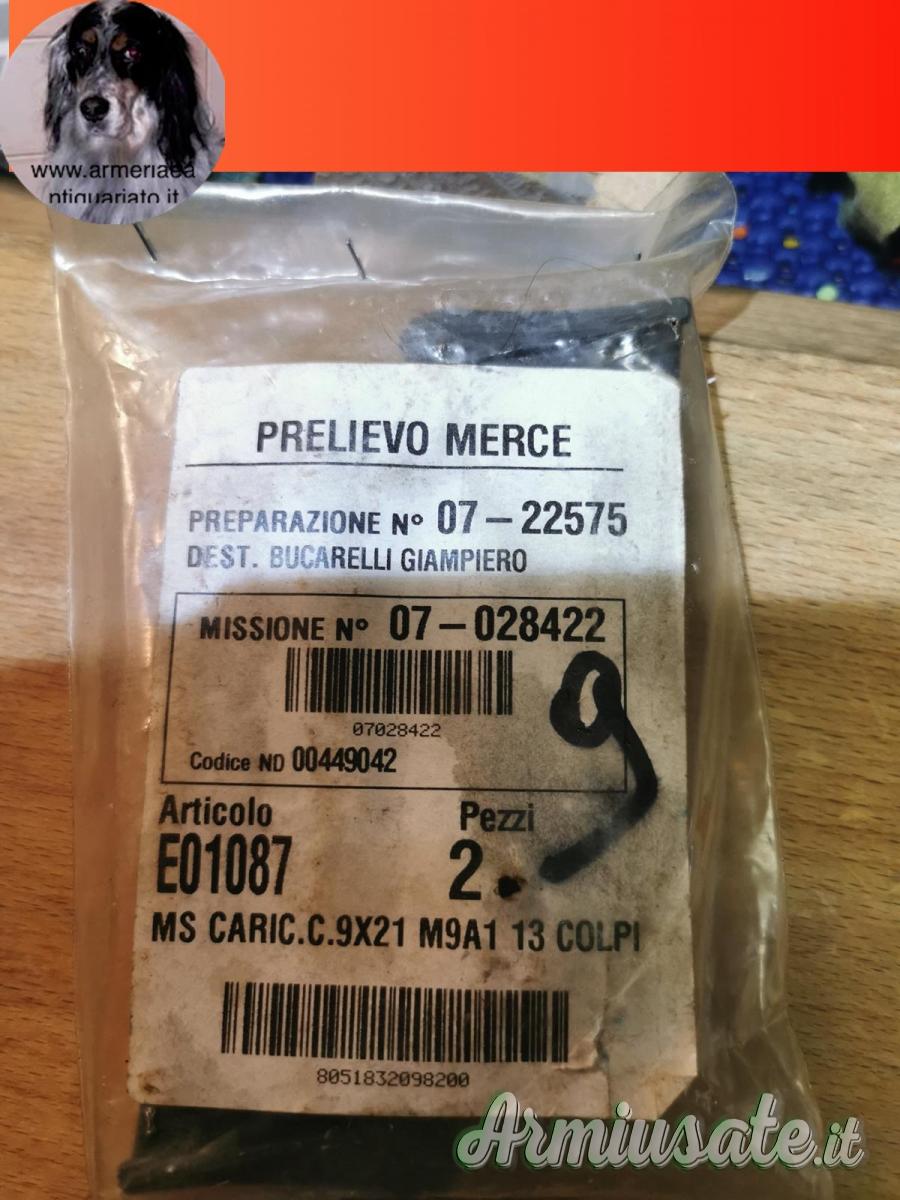 www.armeriaea
ntiquariato.it
PRELIEVO MERCE
PREPARAZIONE N° 07-22575
DEST. BUCARELLI GIAMPIERO
MISSIONE N° 07-028422
07028422
Codice ND 00449042
9
Articolo Pezzi
E01087 2
MS CARIC.C.9X21 M9A1 13 COLPI
8051832098200
Armiusate.it